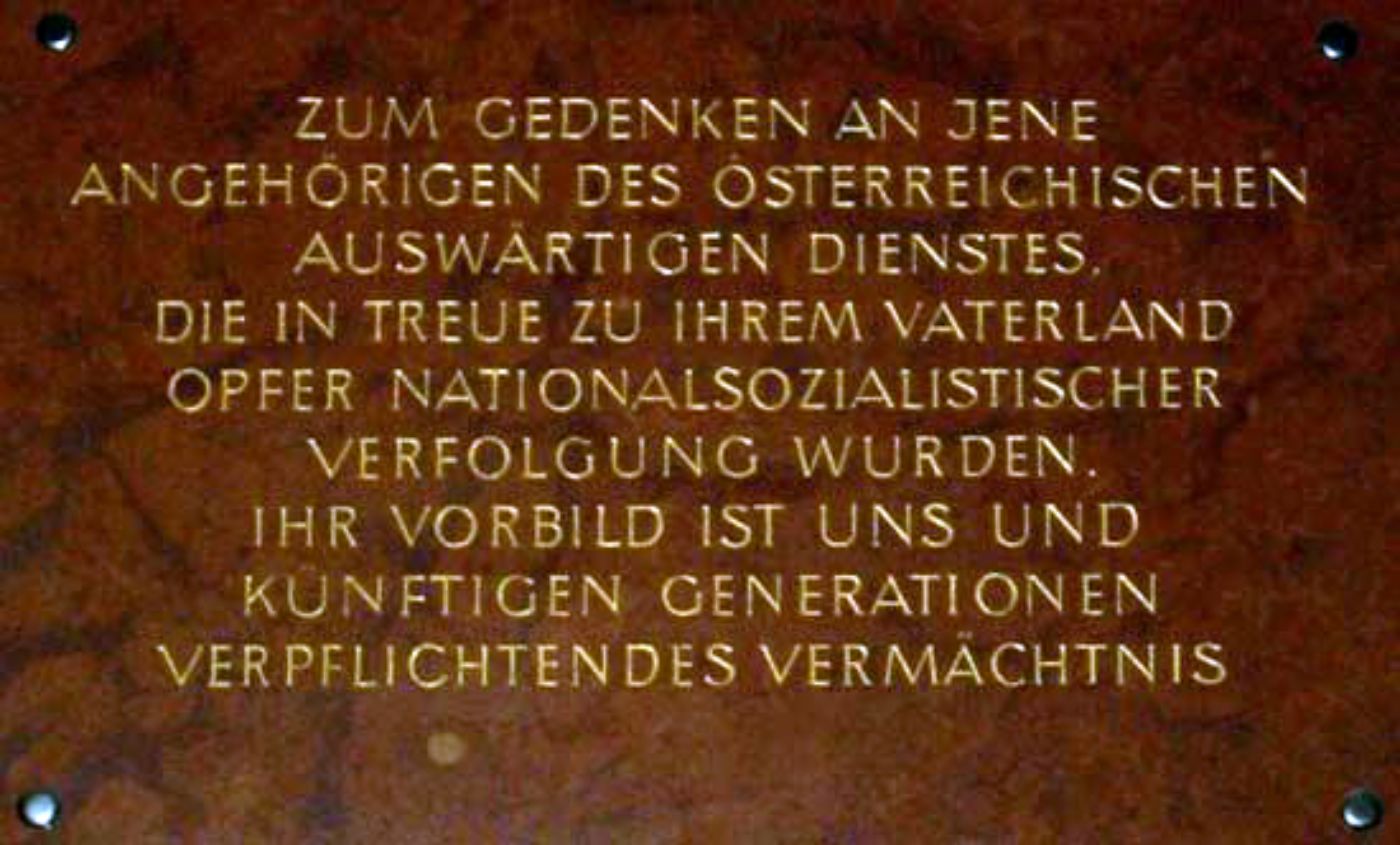 ZUM GEDENKEN AN JENE
ANGEHÖRIGEN DES ÖSTERREICHISCHEN
AUSWÄRTIGEN DIENSTES,
DIE IN TREUE ZU IHREM VATERLAND
OPFER NATIONALSOZIALISTISCHER
VERFOLGUNG WURDEN.
IHR VORBILD IST UNS UND
KÜNFTIGEN GENERATIONEN
VERPFLICHTENDES VERMÄCHTNIS